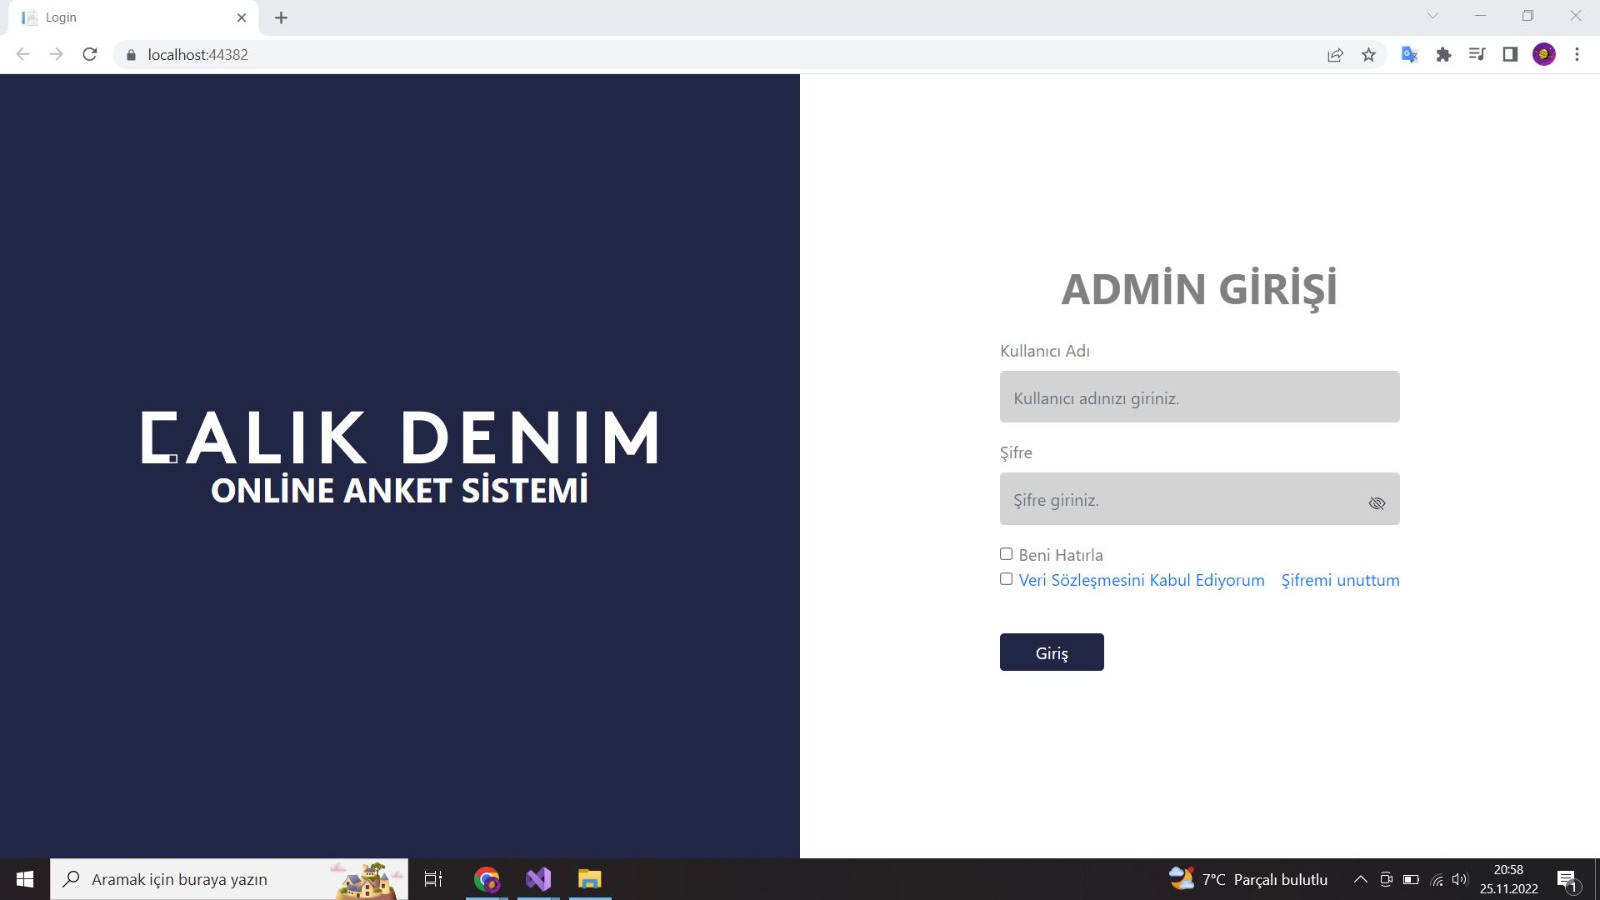 Login
localhost:44382
ÇALIK DENIM
ONLİNE ANKET SİSTEMİ
ADMİN GİRİŞİ
Kullanıcı Adı
Kullanıcı adınızı giriniz.
Şifre
Şifre giriniz.
Beni Hatırla
Veri Sözleşmesini Kabul Ediyorum Şifremi unuttum
Giriş
Aramak için buraya yazın
7°C Parçalı bulutlu
20:58
25.11.2022
1